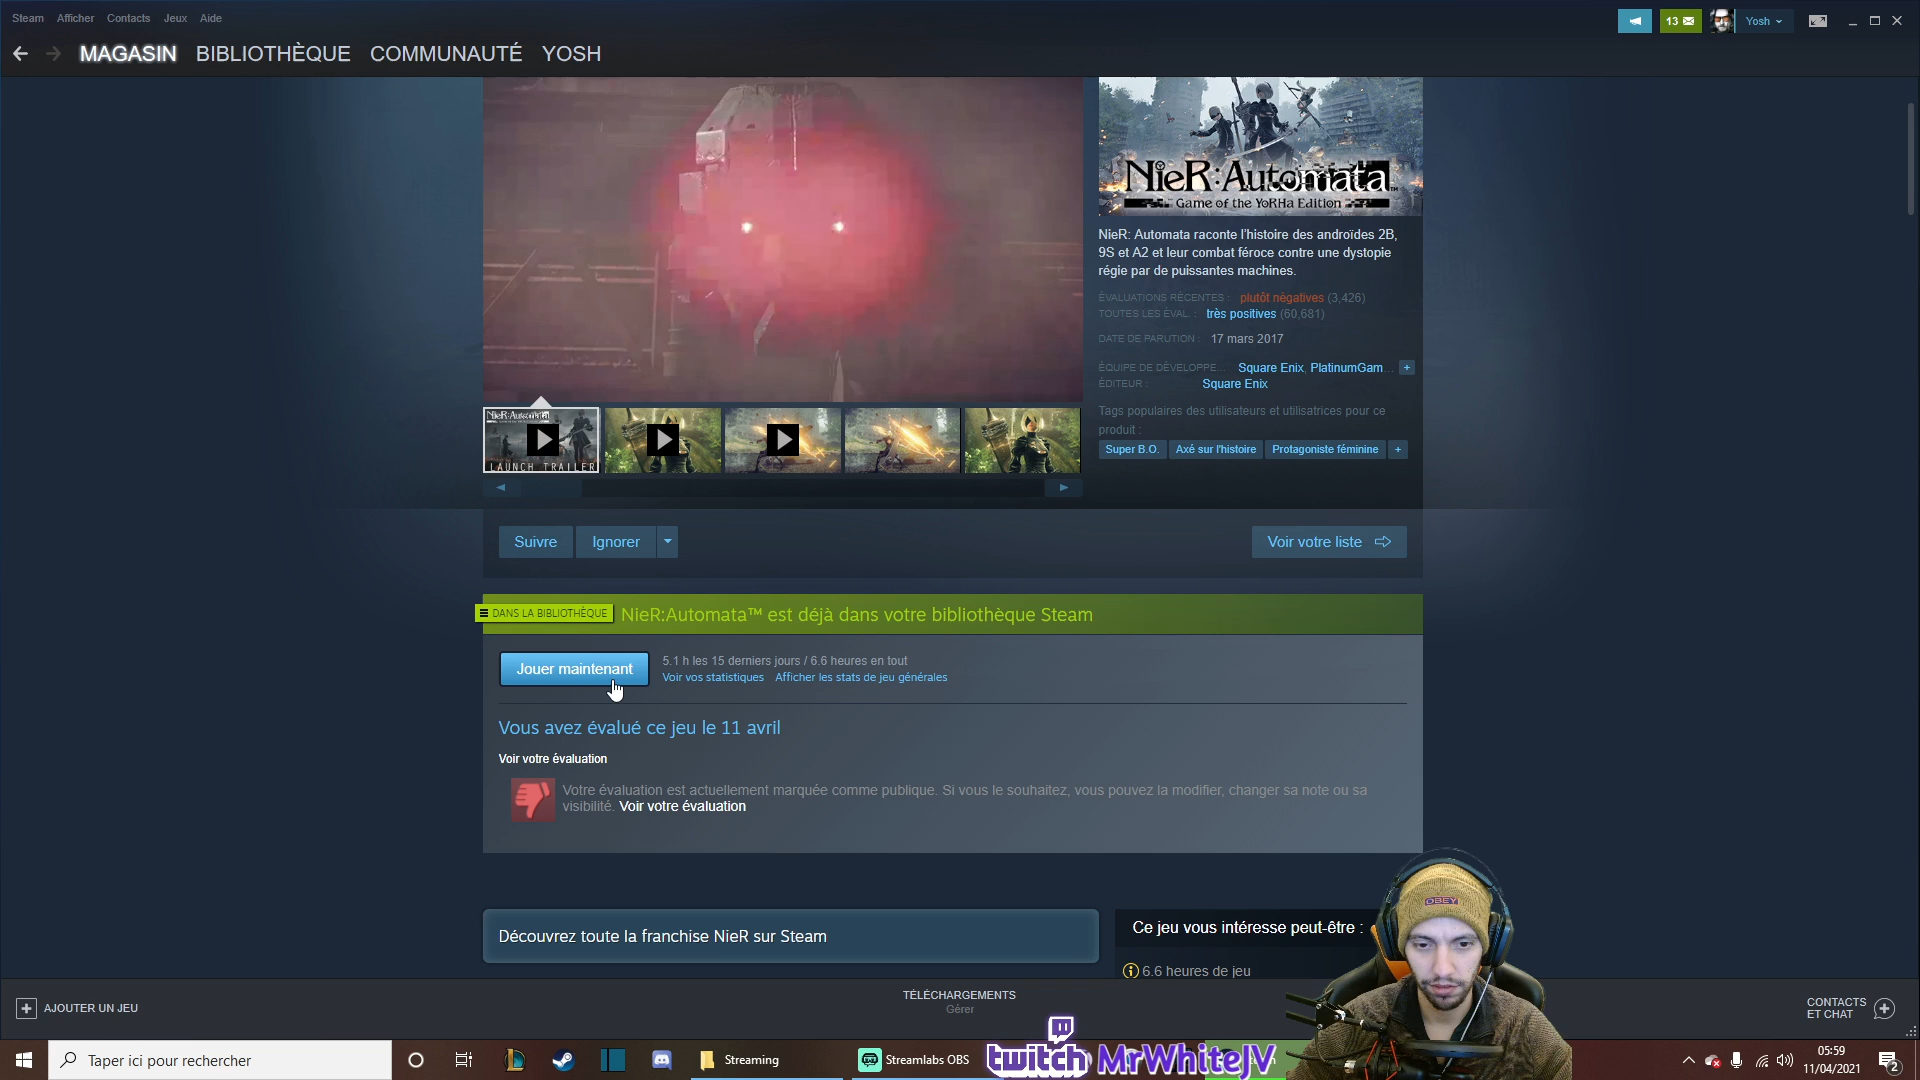 Steam Afficher Contacts Jeux Aide
13
Yosh
MAGASIN BIBLIOTHÈQUE COMMUNAUTÉ YOSH
NieR:Automata™
Game of the YoRHa Edition
NieR: Automata raconte l'histoire des androïdes 2B,
9S et A2 et leur combat féroce contre une dystopie
régie par de puissantes machines.
ÉVALUATIONS RÉCENTES : plutôt négatives (3,426)
TOUTES LES ÉVAL. : très positives (60,681)
DATE DE PARUTION : 17 mars 2017
ÉQUIPE DE DÉVELOPPE... Square Enix, PlatinumGam... +
ÉDITEUR : Square Enix
Tags populaires des utilisateurs et utilisatrices pour ce
produit :
Super B.O. Axé sur l'histoire Protagoniste féminine +
NieR:Automata
LAUNCH TRAILER
Suivre Ignorer Voir votre liste
DANS LA BIBLIOTHÈQUE NieR:Automata™ est déjà dans votre bibliothèque Steam
Jouer maintenant
5.1 h les 15 derniers jours / 6.6 heures en tout
Voir vos statistiques Afficher les stats de jeu générales
Vous avez évalué ce jeu le 11 avril
Voir votre évaluation
Votre évaluation est actuellement marquée comme publique. Si vous le souhaitez, vous pouvez la modifier, changer sa note ou sa
visibilité. Voir votre évaluation
Découvrez toute la franchise NieR sur Steam
Ce jeu vous intéresse peut-être :
6.6 heures de jeu
OBEY
AJOUTER UN JEU
TÉLÉCHARGEMENTS
Gérer
CONTACTS
ET CHAT
Taper ici pour rechercher
Streaming
Streamlabs OBS
twitch MrWhiteJV
05:59
11/04/2021
2